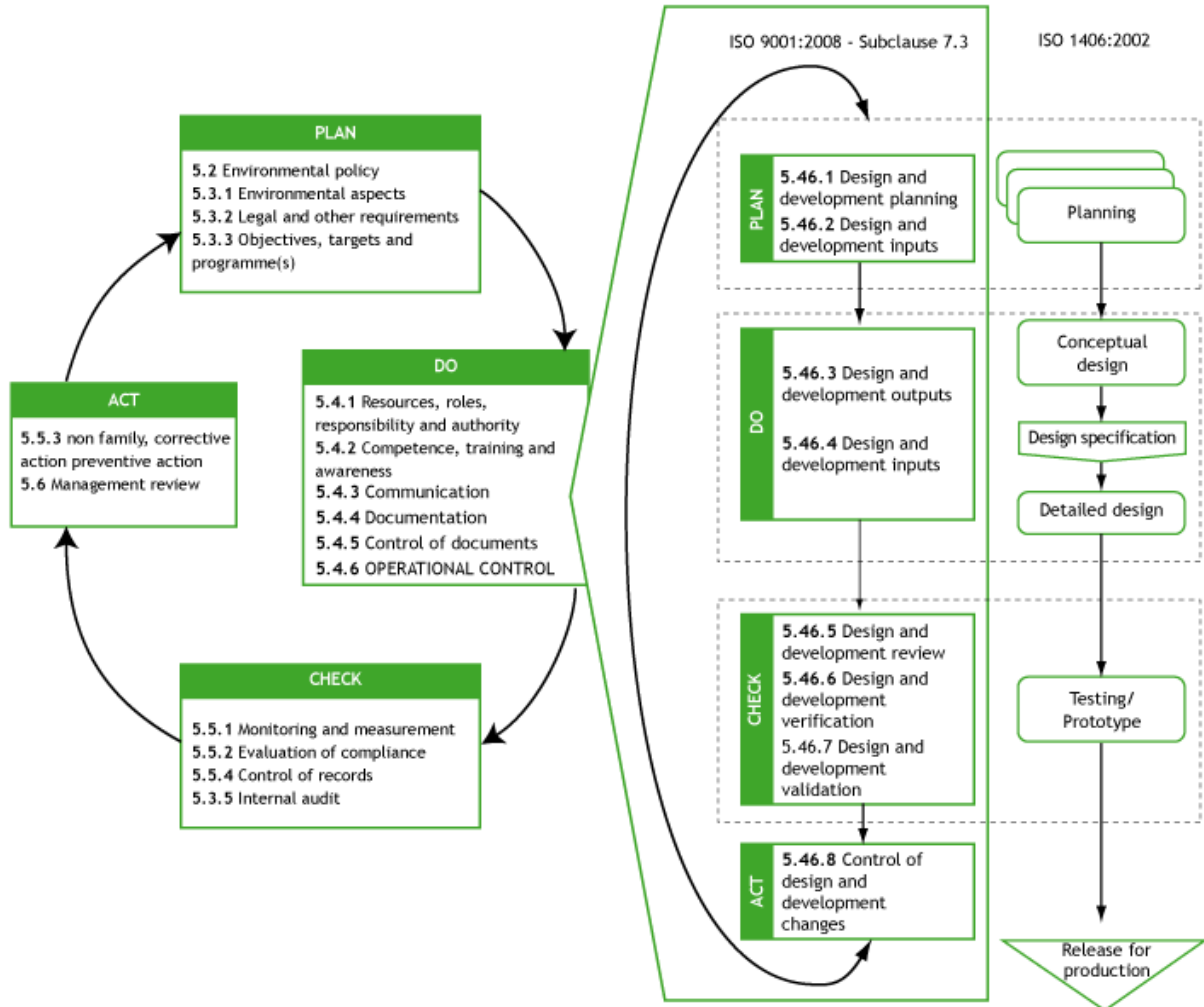 ISO 9001:2008 - Subclause 7.3
ISO 1406:2002
PLAN
5.2 Environmental policy
5.3.1 Environmental aspects
5.3.2 Legal and other requirements
5.3.3 Objectives, targets and
programme(s)
DO
5.4.1 Resources, roles,
responsibility and authority
5.4.2 Competence, training and
awareness
5.4.3 Communication
5.4.4 Documentation
5.4.5 Control of documents
5.4.6 OPERATIONAL CONTROL
ACT
5.5.3 non family, corrective
action preventive action
5.6 Management review
CHECK
5.5.1 Monitoring and measurement
5.5.2 Evaluation of compliance
5.5.4 Control of records
5.3.5 Internal audit
PLAN
5.46.1 Design and
development planning
5.46.2 Design and
development inputs
DO
5.46.3 Design and
development outputs
5.46.4 Design and
development inputs
CHECK
5.46.5 Design and
development review
5.46.6 Design and
development
verification
5.46.7 Design and
development
validation
ACT
5.46.8 Control of
design and
development
changes
Planning
Conceptual
design
Design specification
Detailed design
Testing/
Prototype
Release for
production